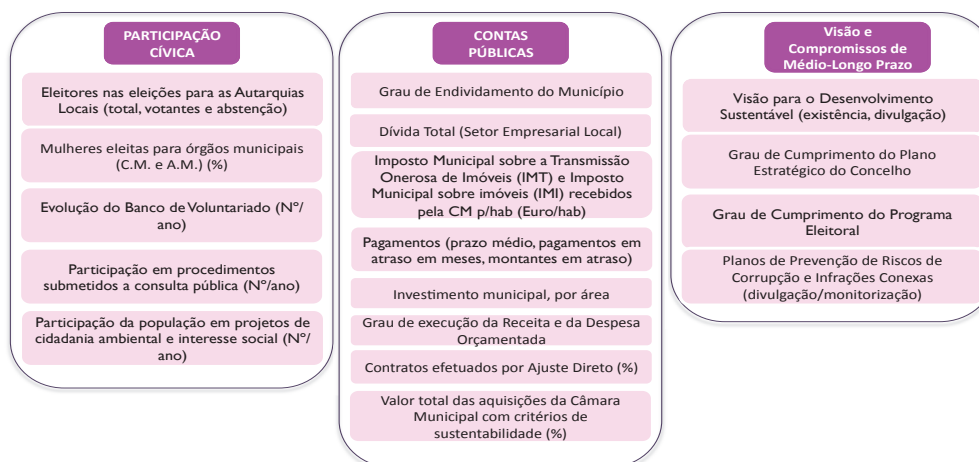 PARTICIPAÇÃO
CÍVICA
Eleitores nas eleições para as Autarquias
Locais (total, votantes e abstenção)
Mulheres eleitas para órgãos municipais
(C.M. e A.M.) (%)
Evolução do Banco de Voluntariado (Nº/
ano)
Participação em procedimentos
submetidos a consulta pública (Nº/ano)
Participação da população em projetos de
cidadania ambiental e interesse social (Nº/
ano)
CONTAS
PÚBLICAS
Grau de Endividamento do Município
Dívida Total (Setor Empresarial Local)
Imposto Municipal sobre a Transmissão
Onerosa de Imóveis (IMT) e Imposto
Municipal sobre imóveis (IMI) recebidos
pela CM p/hab (Euro/hab)
Pagamentos (prazo médio, pagamentos em
atraso em meses, montantes em atraso)
Investimento municipal, por área
Grau de execução da Receita e da Despesa
Orçamentada
Contratos efetuados por Ajuste Direto (%)
Valor total das aquisições da Câmara
Municipal com critérios de
sustentabilidade (%)
Visão e
Compromissos de
Médio-Longo Prazo
Visão para o Desenvolvimento
Sustentável (existência, divulgação)
Grau de Cumprimento do Plano
Estratégico do Concelho
Grau de Cumprimento do Programa
Eleitoral
Planos de Prevenção de Riscos de
Corrupção e Infrações Conexas
(divulgação/monitorização)